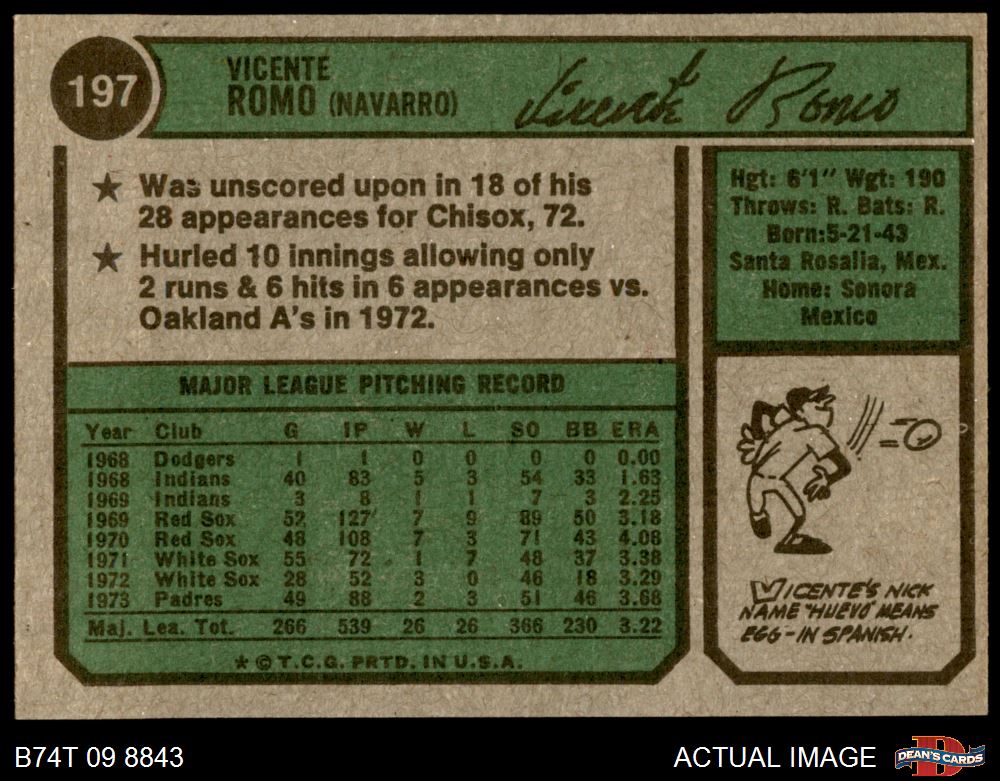 197
VICENTE
ROMO (NAVARRO)
Vicente Romo
★ Was unscored upon in 18 of his
28 appearances for Chisox, 72.
★ Hurled 10 innings allowing only
2 runs & 6 hits in 6 appearances vs.
Oakland A's in 1972.
Hgt: 6'1" Wgt: 190
Throws: R. Bats: R.
Born:5-21-43
Santa Rosalia, Mex.
Home: Sonora
Mexico
MAJOR LEAGUE PITCHING RECORD
Year Club G IP W L SO BB ERA
1968 Dodgers 1 1 0 0 0 0 0.00
1968 Indians 40 83 5 3 54 33 1.63
1969 Indians 3 8 1 1 7 3 2.25
1969 Red Sox 52 127 7 9 89 50 3.18
1970 Red Sox 48 108 7 3 71 43 4.08
1971 White Sox 55 72 1 7 48 37 3.38
1972 White Sox 28 52 3 0 46 18 3.29
1973 Padres 49 88 2 3 51 46 3.68
Maj. Lea. Tot. 266 539 26 26 366 230 3.22
★ © T.C.G. PRTD. IN U.S.A.
VICENTE'S NICK
NAME "HUEVO" MEANS
EGG-IN SPANISH.
B74T 09 8843
ACTUAL IMAGE
D
DEAN'S CARDS